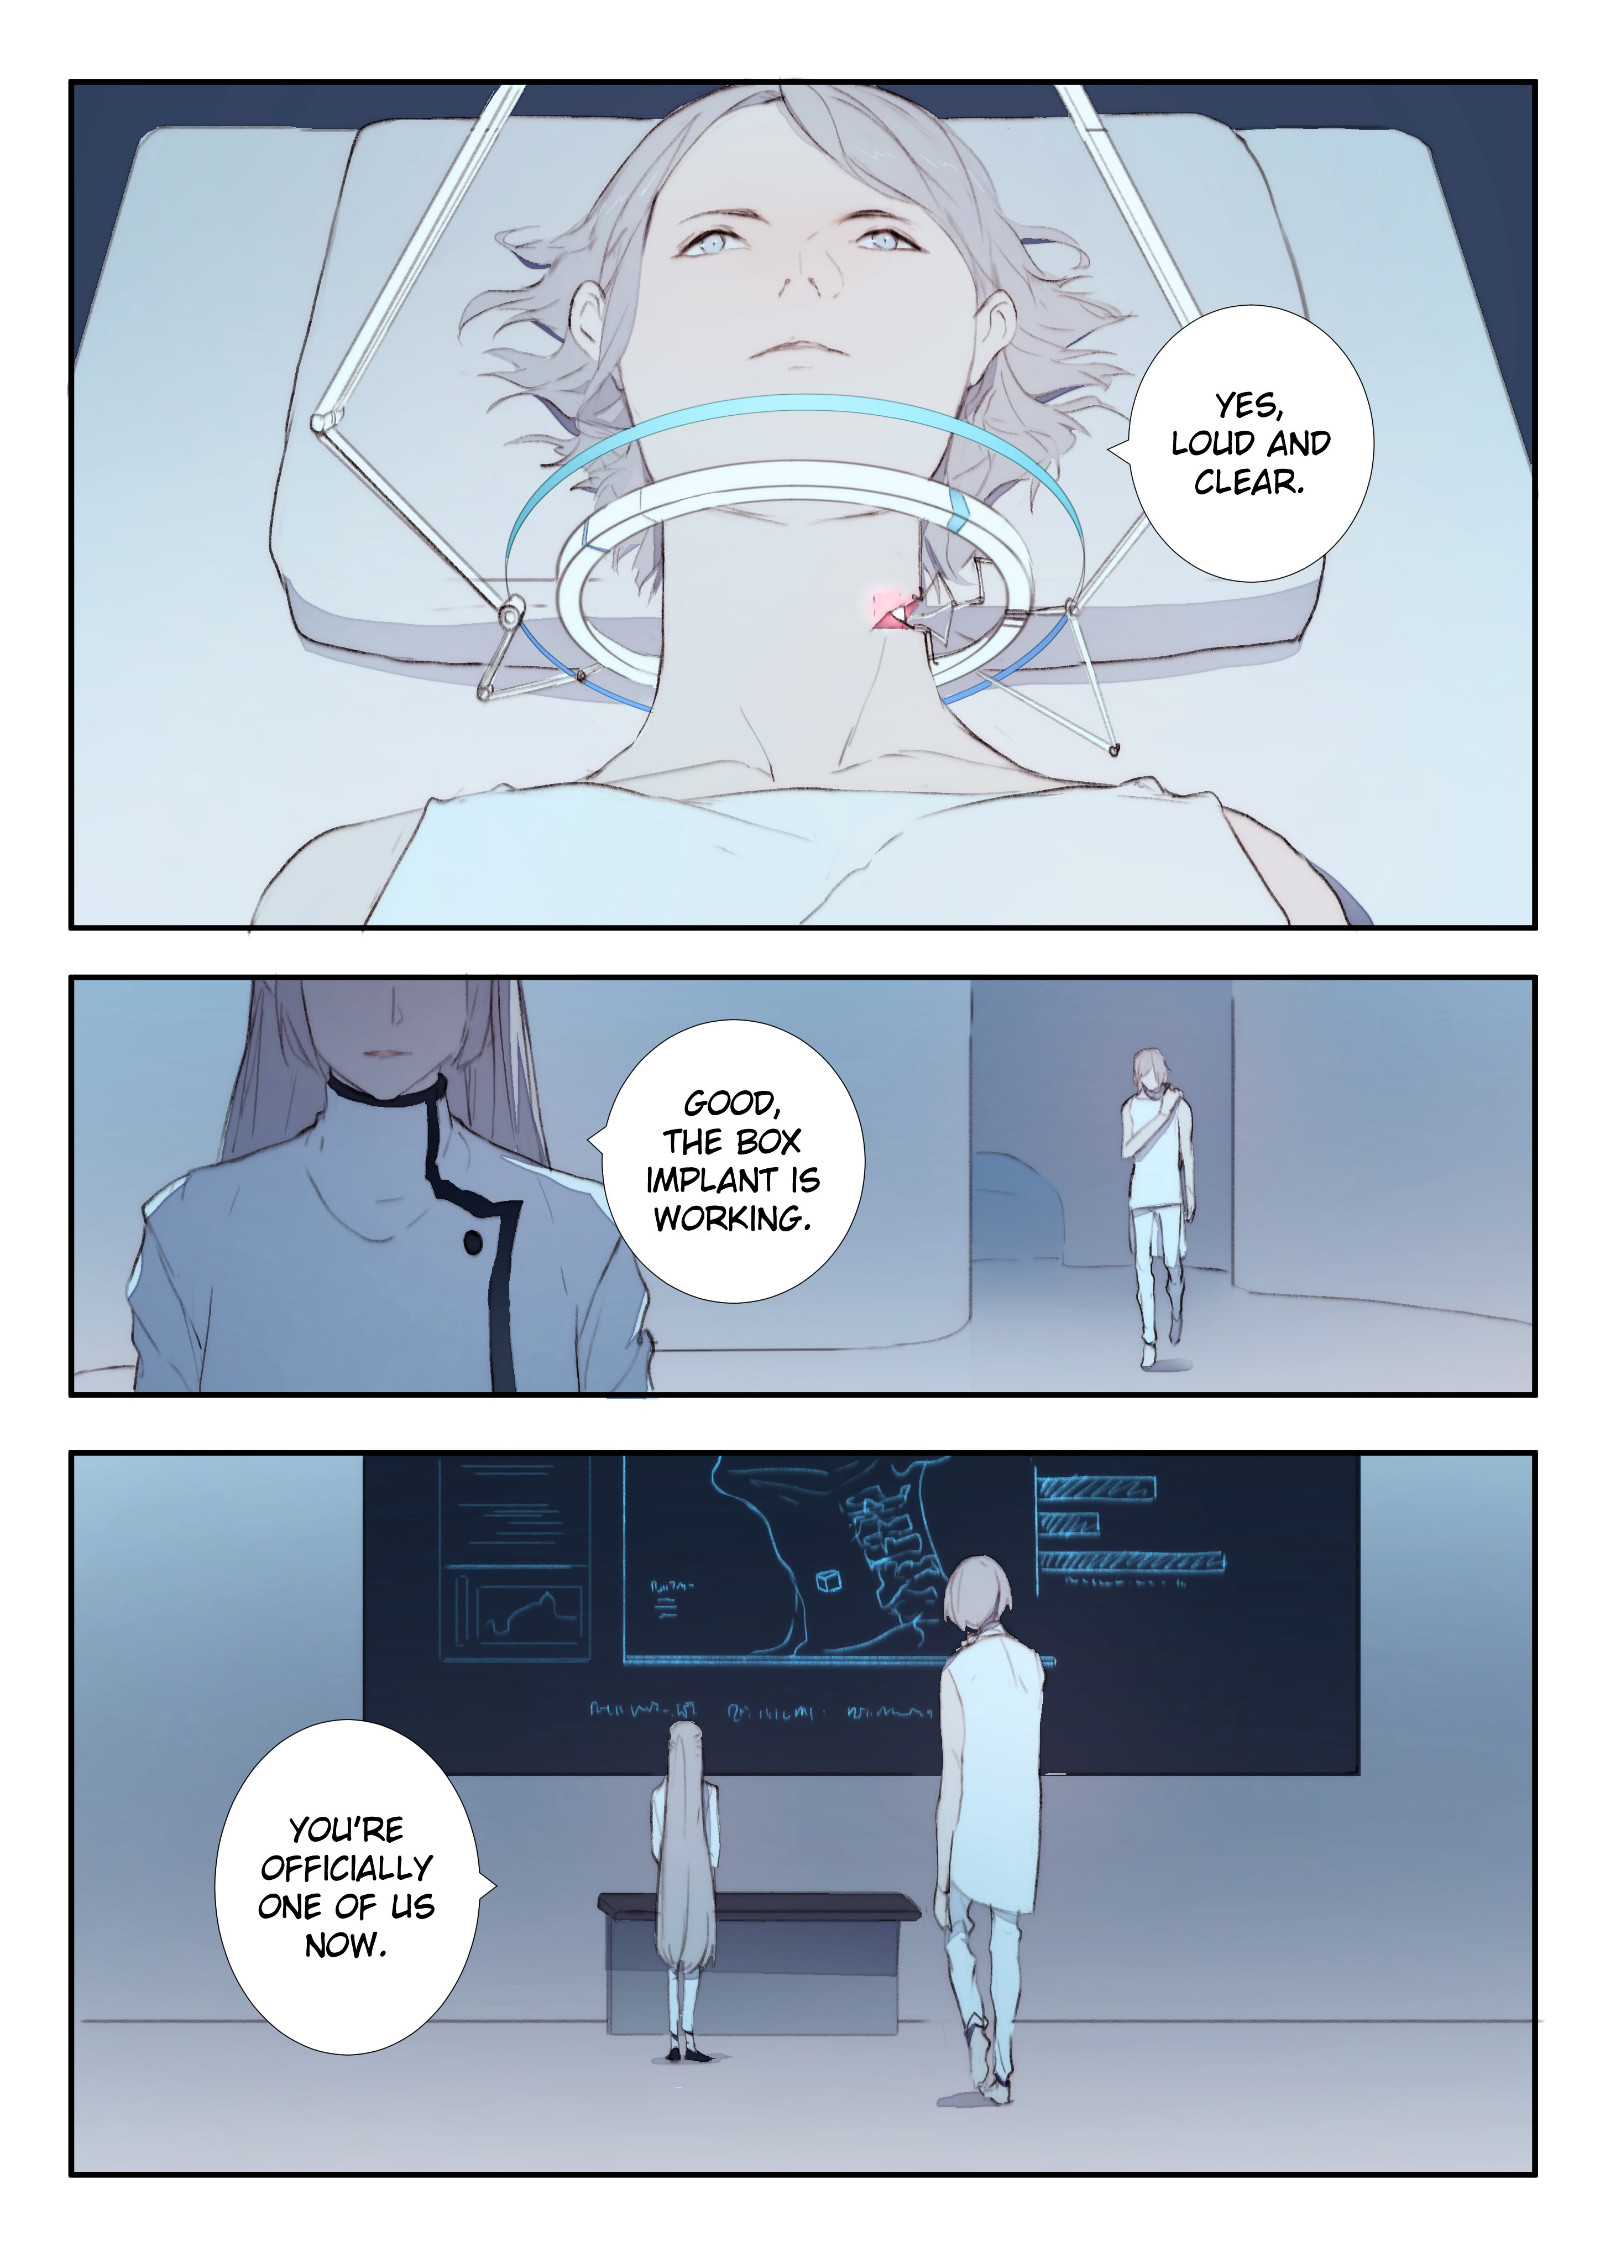 YES,
LOUD AND
CLEAR.
GOOD,
THE BOX
IMPLANT IS
WORKING.
YOU'RE
OFFICIALLY
ONE OF US
NOW.